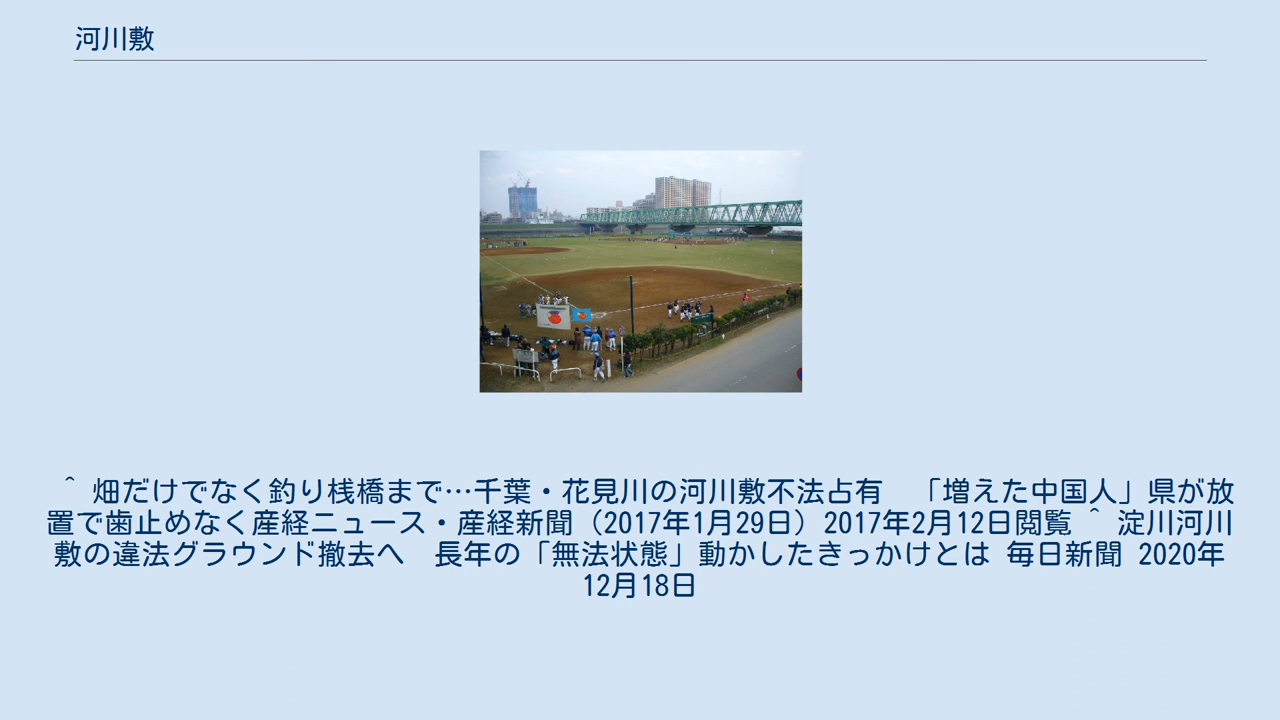 河川敷
^ 畑だけでなく釣り桟橋まで…千葉・花見川の河川敷不法占有　「増えた中国人」県が放
置で歯止めなく産経ニュース・産経新聞（2017年1月29日）2017年2月12日閲覧 ^ 淀川河川
敷の違法グラウンド撤去へ　長年の「無法状態」動かしたきっかけとは 毎日新聞 2020年
12月18日